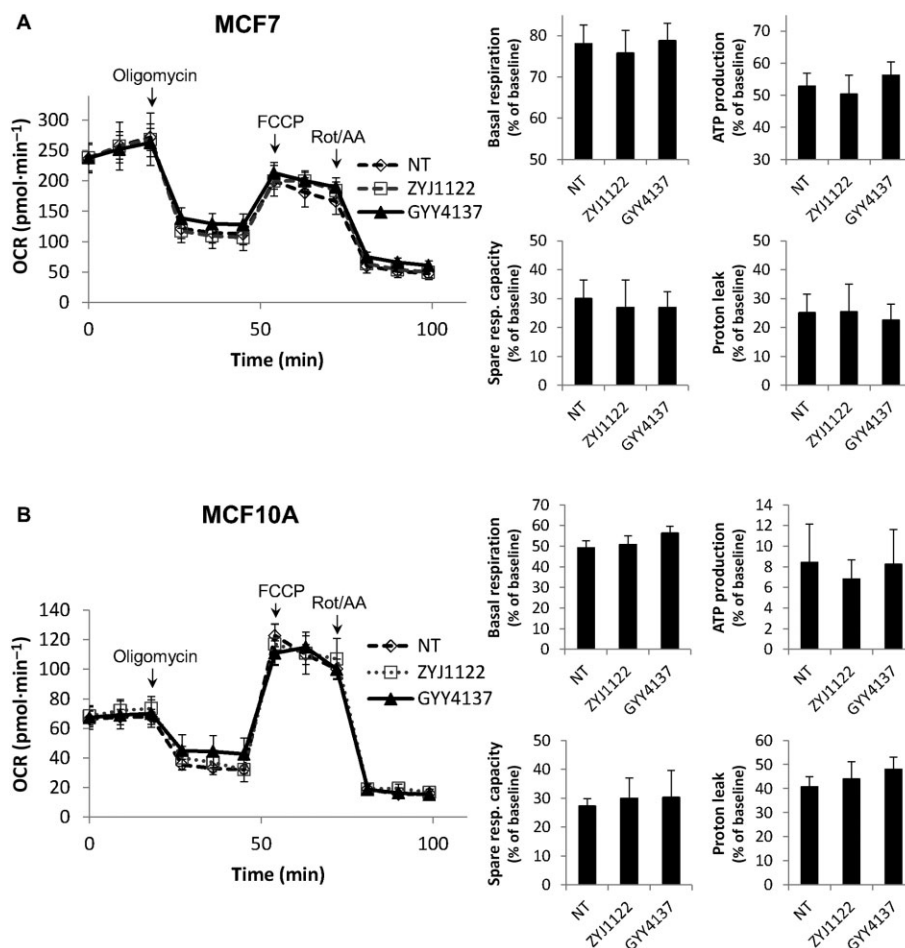 A
MCF7
OCR (pmol·min⁻¹)
300
250
200
150
100
50
0
Oligomycin
FCCP
Rot/AA
NT
ZYJ1122
GYY4137
0
50
100
Time (min)
Basal respiration
(% of baseline)
80
70
60
50
NT
ZYJ1122
GYY4137
ATP production
(% of baseline)
70
60
50
40
30
NT
ZYJ1122
GYY4137
Spare resp. capacity
(% of baseline)
50
40
30
20
10
0
NT
ZYJ1122
GYY4137
Proton leak
(% of baseline)
50
40
30
20
10
0
NT
ZYJ1122
GYY4137
B
MCF10A
OCR (pmol·min⁻¹)
140
120
100
80
60
40
20
0
Oligomycin
FCCP
Rot/AA
NT
ZYJ1122
GYY4137
0
50
100
Time (min)
Basal respiration
(% of baseline)
70
60
50
40
30
20
10
0
NT
ZYJ1122
GYY4137
ATP production
(% of baseline)
14
12
10
8
6
4
2
0
NT
ZYJ1122
GYY4137
Spare resp. capacity
(% of baseline)
50
40
30
20
10
0
NT
ZYJ1122
GYY4137
Proton leak
(% of baseline)
60
50
40
30
20
10
0
NT
ZYJ1122
GYY4137